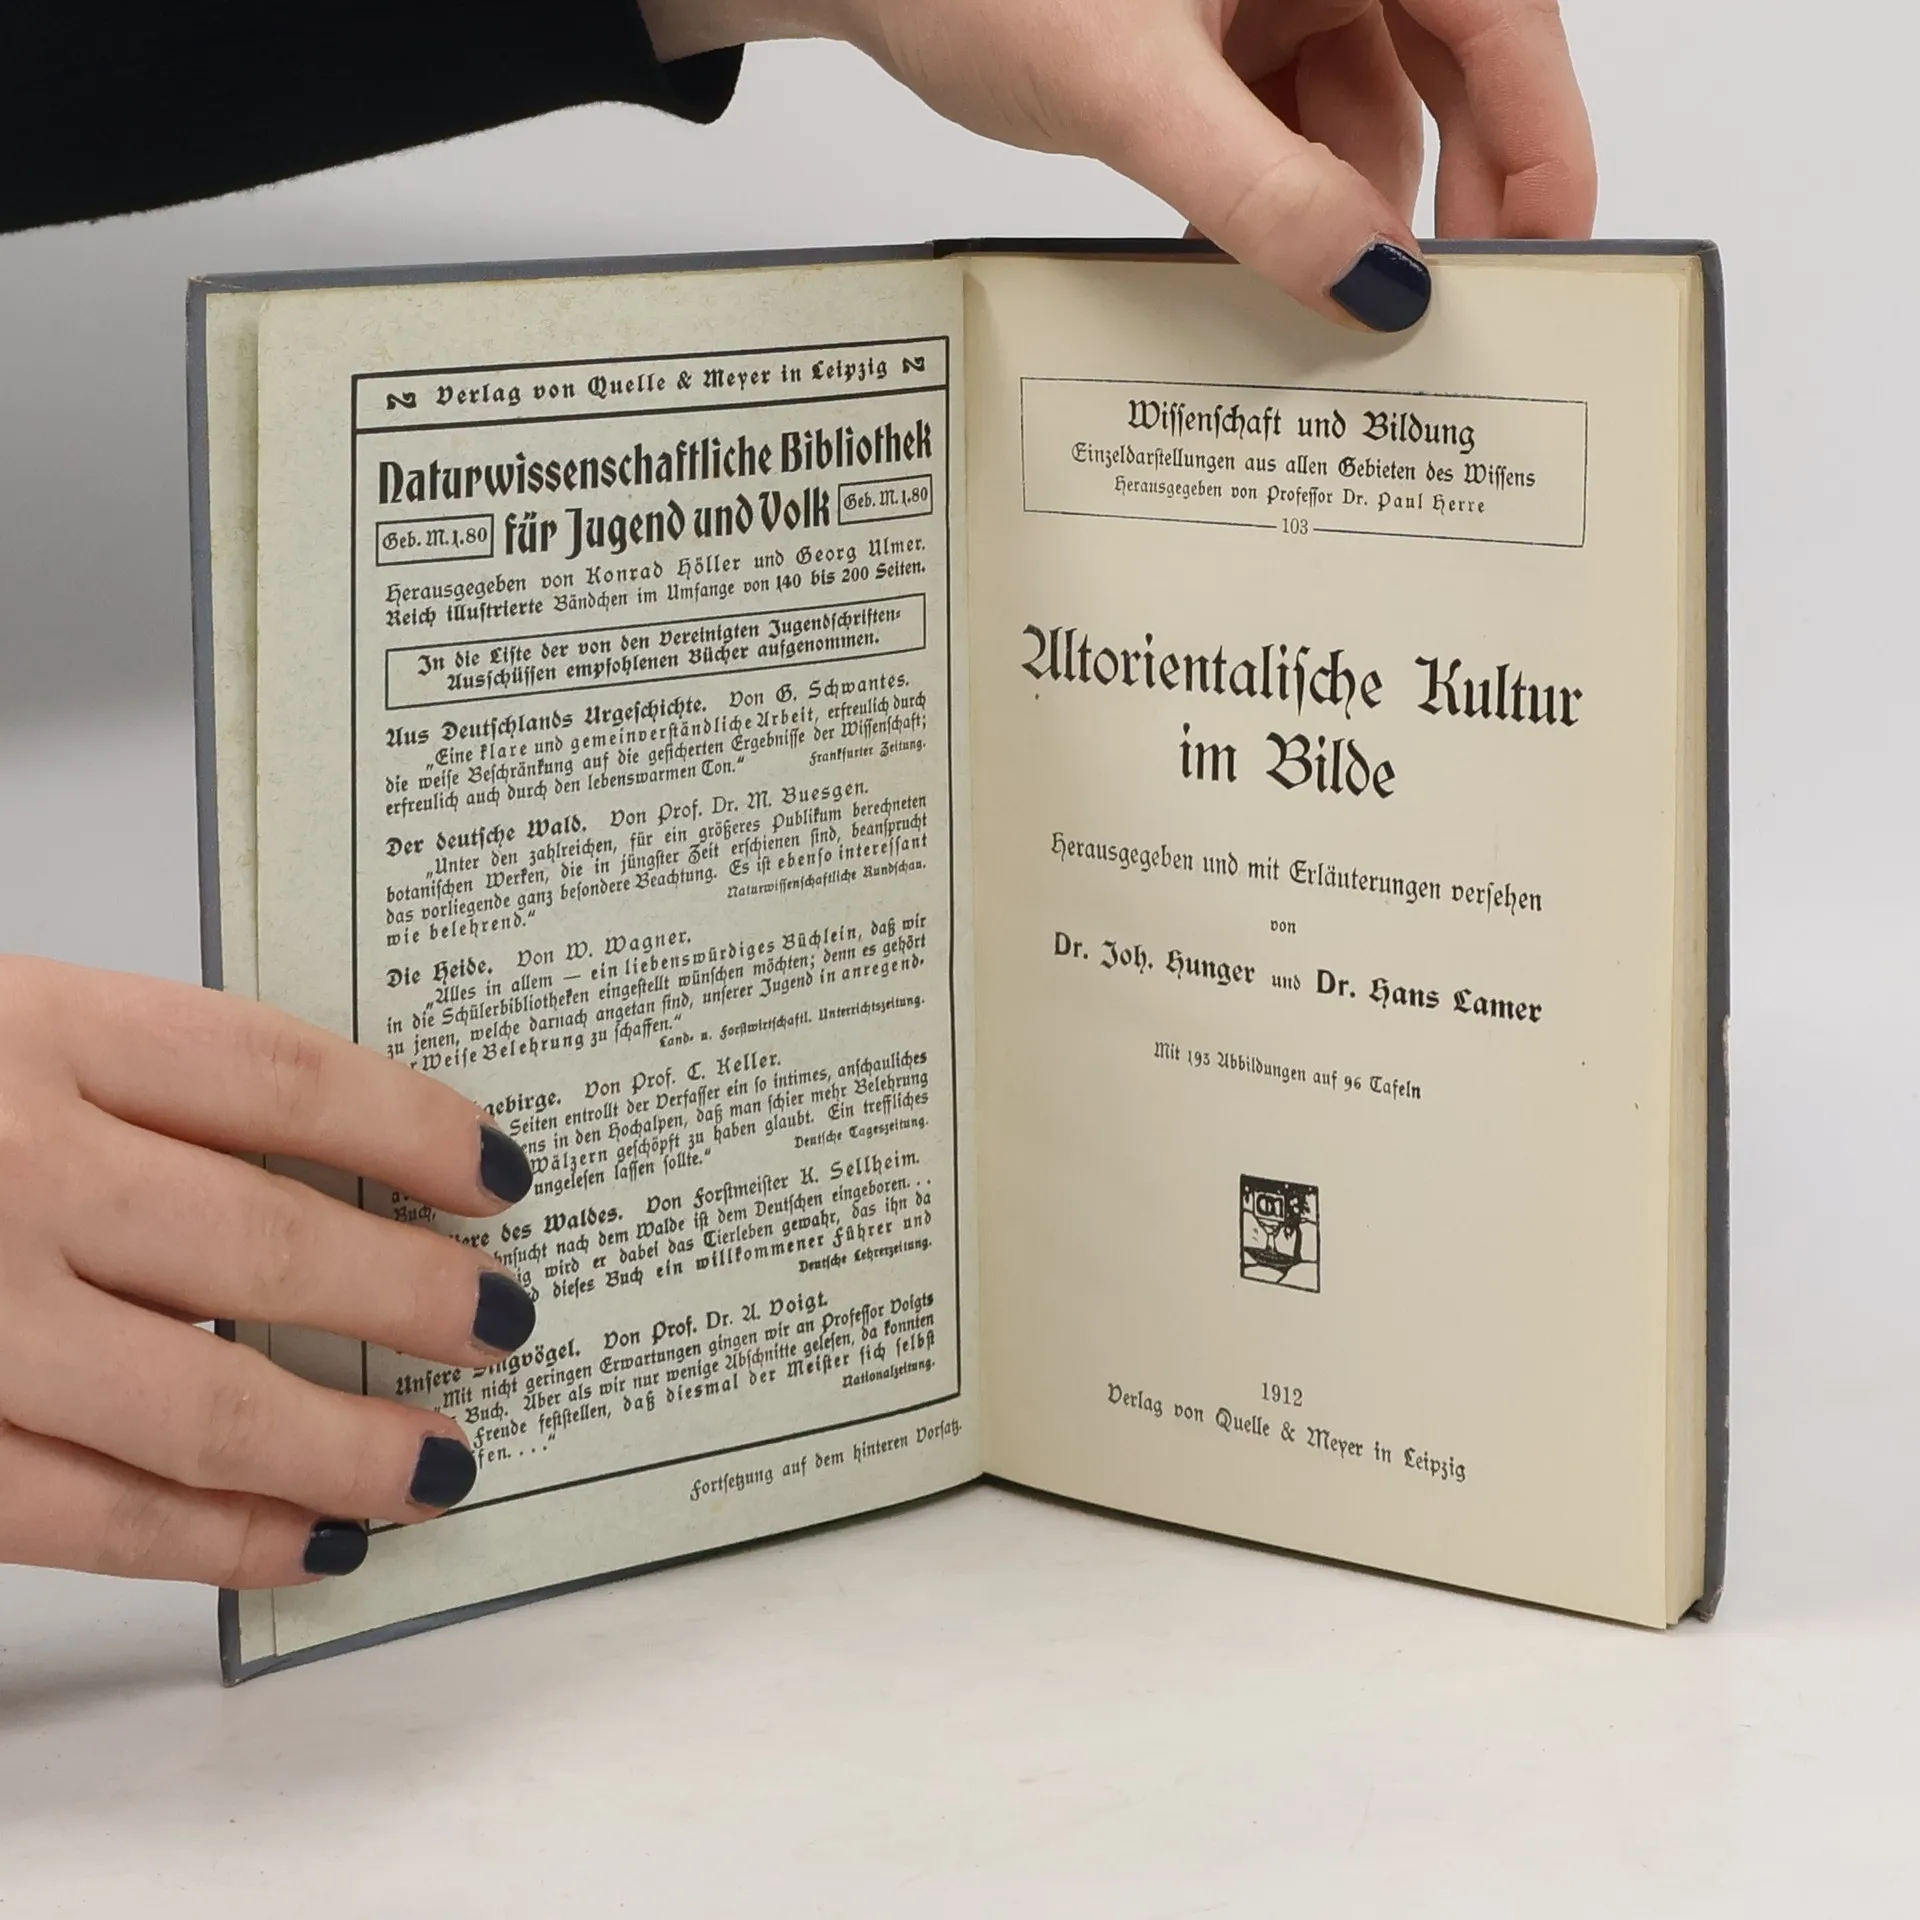 Verlag von Quelle & Meyer in Leipzig
Naturwissenschaftliche Bibliothek
Geb. M. 1.80 für Jugend und Volk Geb. M. 1.80
Herausgegeben von Konrad Höller und Georg Ulmer.
Reich illustrierte Bändchen im Umfange von 140 bis 200 Seiten.
In die Liste der von den Vereinigten Jugendschriften-
Ausschüssen empfohlenen Bücher aufgenommen.
Aus Deutschlands Urgeschichte. Von G. Schwantes.
„Eine klare und gemeinverständliche Arbeit, erfreulich durch
die weise Beschränkung auf die gesicherten Ergebnisse der Wissenschaft;
erfreulich auch durch den lebenswarmen Ton.“ Frankfurter Zeitung.
Der deutsche Wald. Von Prof. Dr. M. Buesgen.
„Unter den zahlreichen, für ein größeres Publikum berechneten
botanischen Werken, die in jüngster Zeit erschienen sind, beansprucht
das vorliegende ganz besondere Beachtung. Es ist ebenso interessant
wie belehrend.“ Naturwissenschaftliche Rundschau.
Die Heide. Von W. Wagner.
„Alles in allem — ein liebenswürdiges Büchlein, daß wir
in die Schülerbibliotheken eingestellt wünschen möchten; denn es gehört
zu jenen, welche darnach angetan sind, unserer Jugend in anregend.
r Weise Belehrung zu schaffen.“ Land- u. Forstwirtschaftl. Unterrichtszeitung.
gebirge. Von Prof. C. Keller.
Seiten entrollt der Verfasser ein so intimes, anschauliches
ens in den Hochalpen, daß man schier mehr Belehrung
Wälzern geschöpft zu haben glaubt. Ein treffliches
Buch, ungelesen lassen sollte.“ Deutsche Tageszeitung.
ere des Waldes. Von Forstmeister K. Sellheim.
hnsucht nach dem Walde ist dem Deutschen eingeboren...
ig wird er dabei das Tierleben gewahr, das ihn da
d dieses Buch ein willkommener Führer und
Deutsche Lehrerzeitung.
Unsere Singvögel. Von Prof. Dr. A. Voigt.
„Mit nicht geringen Erwartungen gingen wir an Professor Voigts
Buch. Aber als wir nur wenige Abschnitte gelesen, da konnten
Freude feststellen, daß diesmal der Meister sich selbst
fen. . . .“ Nationalzeitung.
Fortsetzung auf dem hinteren Vorsatz.
Wissenschaft und Bildung
Einzeldarstellungen aus allen Gebieten des Wissens
Herausgegeben von Professor Dr. Paul Herre
103
Altorientalische Kultur
im Bilde
Herausgegeben und mit Erläuterungen versehen
von
Dr. Joh. Hunger und Dr. Hans Lamer
Mit 193 Abbildungen auf 96 Tafeln
1912
Verlag von Quelle & Meyer in Leipzig